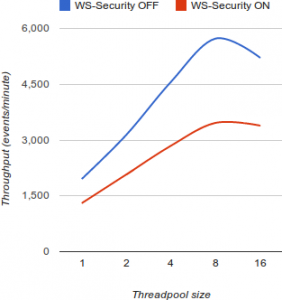 WS-Security OFF WS-Security ON
Throughput (events/minute)
6,000
4,500
3,000
1,500
0
1 2 4 8 16
Threadpool size